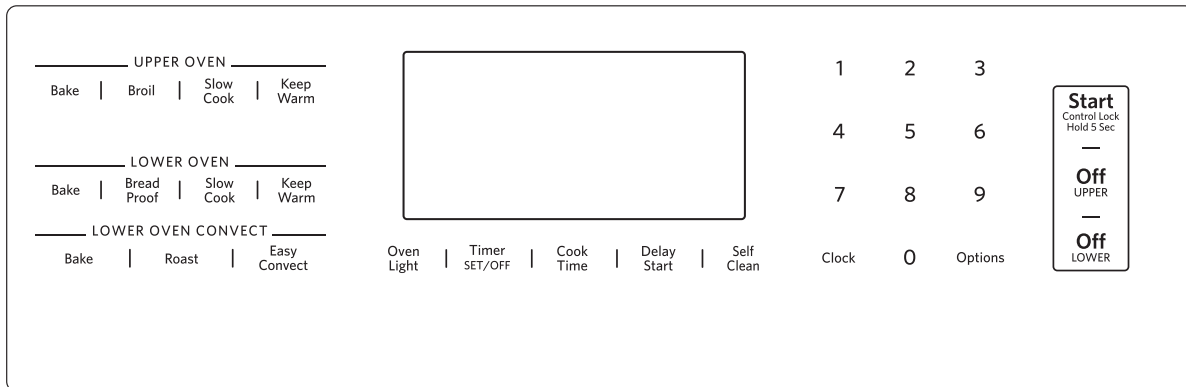 UPPER OVEN
Bake | Broil | Slow Cook | Keep Warm
LOWER OVEN
Bake | Bread Proof | Slow Cook | Keep Warm
LOWER OVEN CONVECT
Bake | Roast | Easy Convect
Oven Light | Timer SET/OFF | Cook Time | Delay Start | Self Clean
1 2 3
4 5 6
7 8 9
Clock 0 Options
Start
Control Lock
Hold 5 Sec
Off
UPPER
Off
LOWER